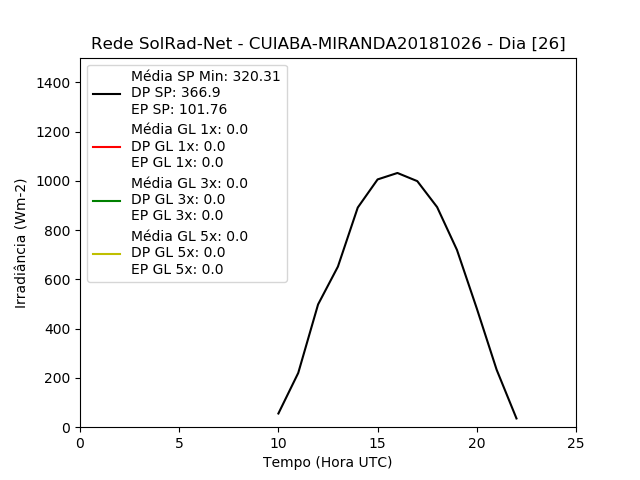 Rede SolRad-Net - CUIABA-MIRANDA20181026 - Dia [26]
Média SP Min: 320.31
DP SP: 366.9
EP SP: 101.76
Média GL 1x: 0.0
DP GL 1x: 0.0
EP GL 1x: 0.0
Média GL 3x: 0.0
DP GL 3x: 0.0
EP GL 3x: 0.0
Média GL 5x: 0.0
DP GL 5x: 0.0
EP GL 5x: 0.0
Irradiância (Wm-2)
1400
1200
1000
800
600
400
200
0
0 5 10 15 20 25
Tempo (Hora UTC)